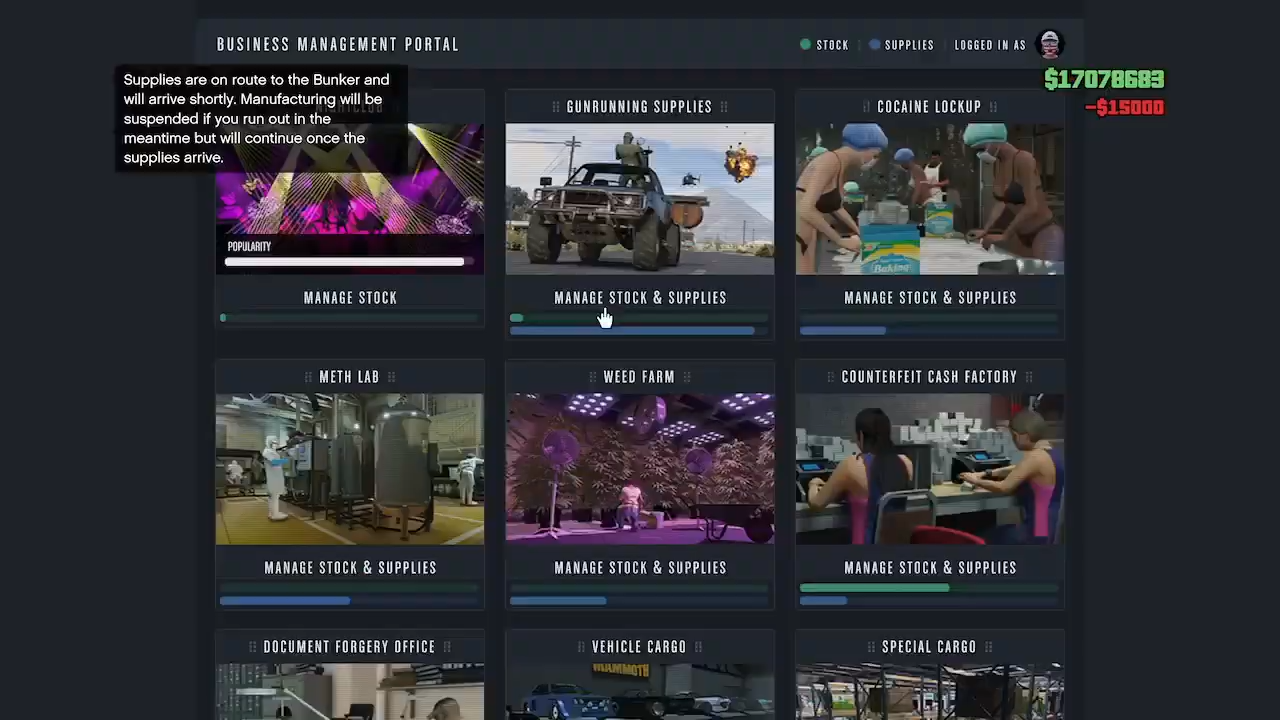 BUSINESS MANAGEMENT PORTAL
STOCK
SUPPLIES
LOGGED IN AS
$17078683
-$15000
Supplies are on route to the Bunker and
will arrive shortly. Manufacturing will be
suspended if you run out in the
meantime but will continue once the
supplies arrive.
GUNRUNNING SUPPLIES
COCAINE LOCKUP
Baking
POPULARITY
MANAGE STOCK
MANAGE STOCK & SUPPLIES
MANAGE STOCK & SUPPLIES
METH LAB
WEED FARM
COUNTERFEIT CASH FACTORY
MANAGE STOCK & SUPPLIES
MANAGE STOCK & SUPPLIES
MANAGE STOCK & SUPPLIES
DOCUMENT FORGERY OFFICE
VEHICLE CARGO
SPECIAL CARGO
MAMMOTH